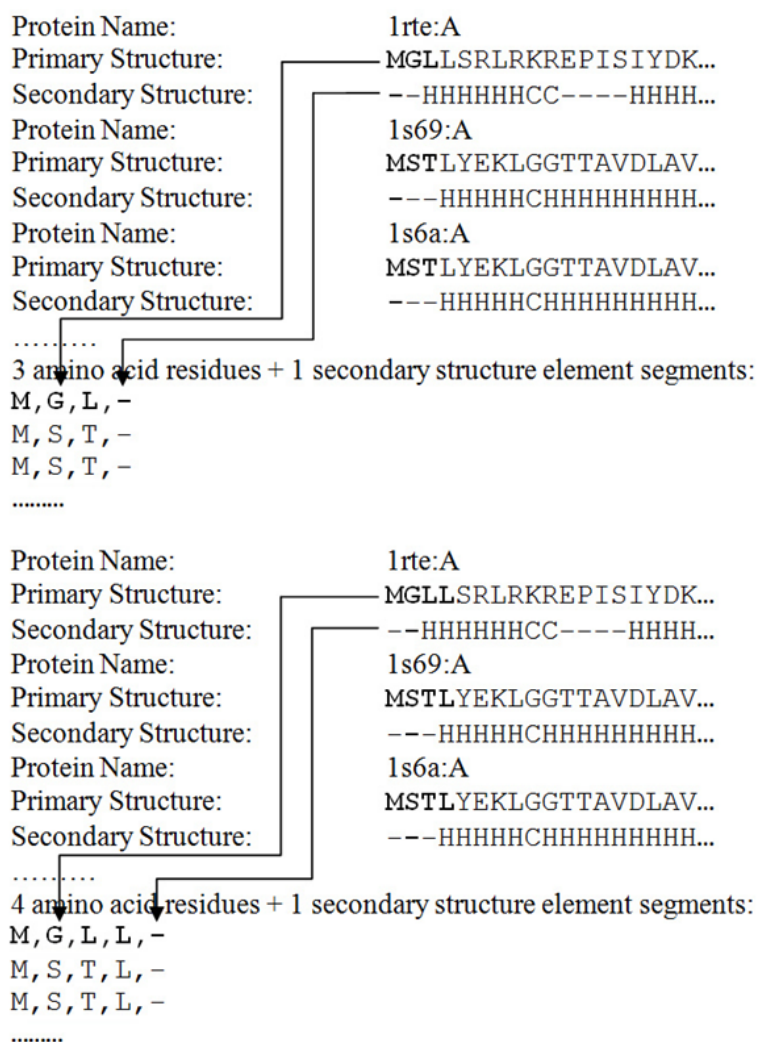 Protein Name: 1rte:A
Primary Structure: MGLLSRLRKREPISIYDK...
Secondary Structure: --HHHHHHCC----HHHH...
Protein Name: 1s69:A
Primary Structure: MSTLYEKLGGTTAVDLAV...
Secondary Structure: ---HHHHHCHHHHHHHHH...
Protein Name: 1s6a:A
Primary Structure: MSTLYEKLGGTTAVDLAV...
Secondary Structure: ---HHHHHCHHHHHHHHH...
.........
3 amino acid residues + 1 secondary structure element segments:
M,G,L,-
M,S,T,-
M,S,T,-
.........
Protein Name: 1rte:A
Primary Structure: MGLLSRLRKREPISIYDK...
Secondary Structure: --HHHHHHCC----HHHH...
Protein Name: 1s69:A
Primary Structure: MSTLYEKLGGTTAVDLAV...
Secondary Structure: ---HHHHHCHHHHHHHHH...
Protein Name: 1s6a:A
Primary Structure: MSTLYEKLGGTTAVDLAV...
Secondary Structure: ---HHHHHCHHHHHHHHH...
.........
4 amino acid residues + 1 secondary structure element segments:
M,G,L,L,-
M,S,T,L,-
M,S,T,L,-
.........